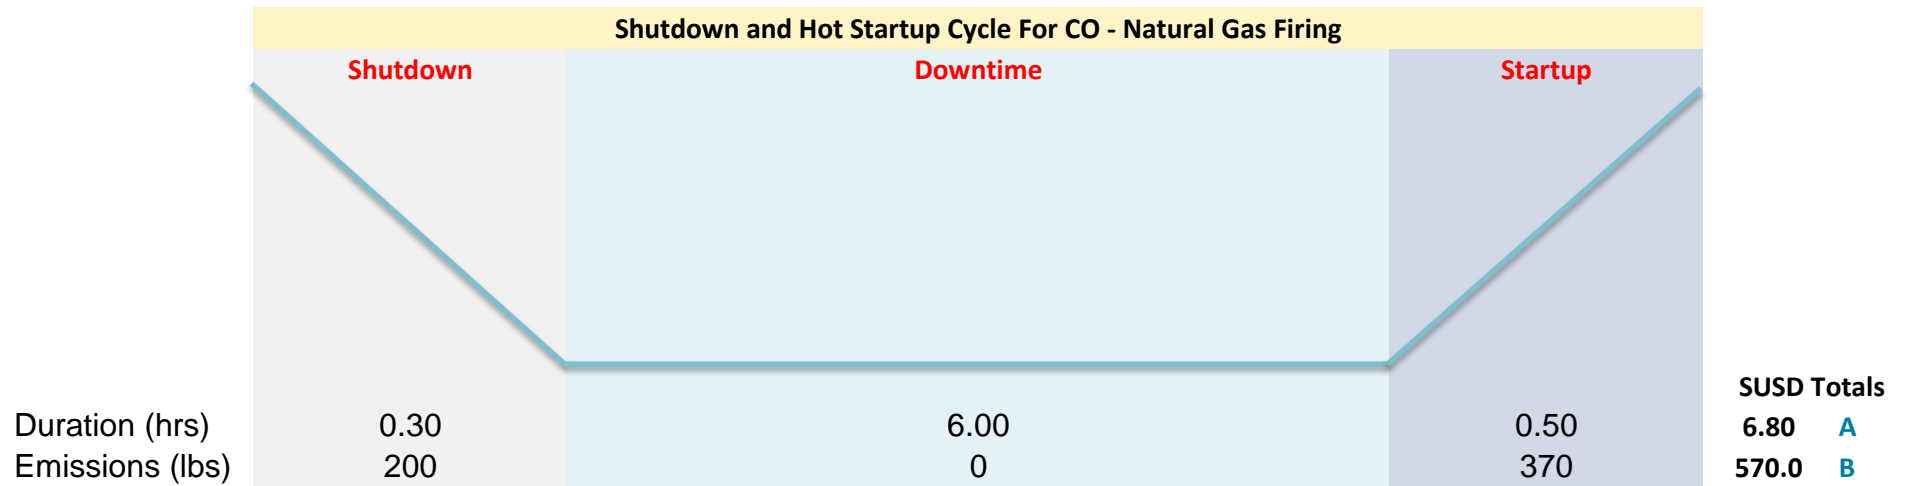 Shutdown and Hot Startup Cycle For CO - Natural Gas Firing
Shutdown Downtime Startup
SUSD Totals
Duration (hrs) 0.30 6.00 0.50 6.80 A
Emissions (lbs) 200 0 370 570.0 B